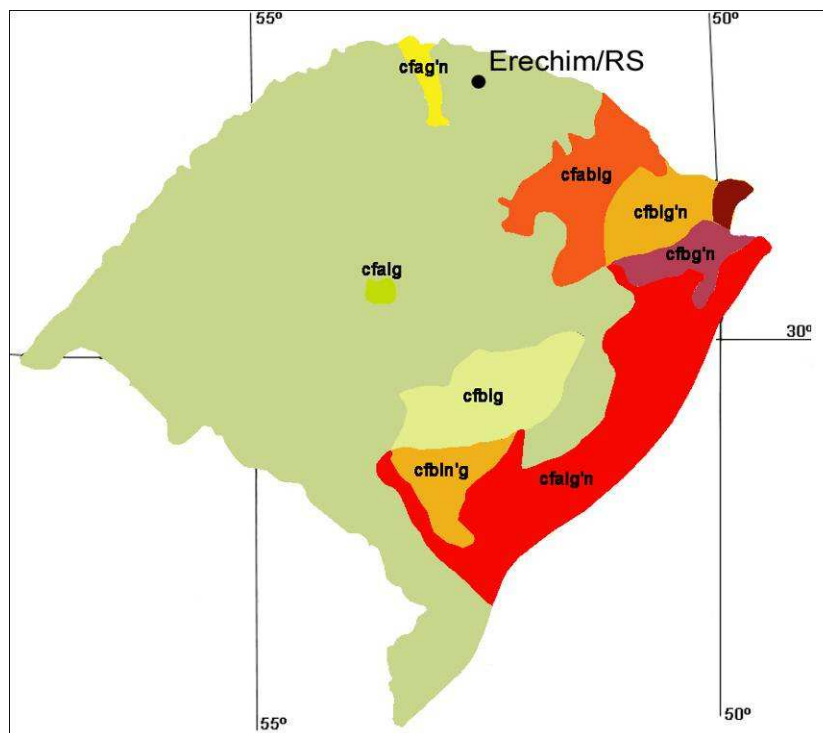 55º
50º
Erechim/RS
cfag'n
cfablg
cfblg'n
cfbg'n
cfalg
30º
cfblg
cfbln'g
cfalg'n
50º
55º